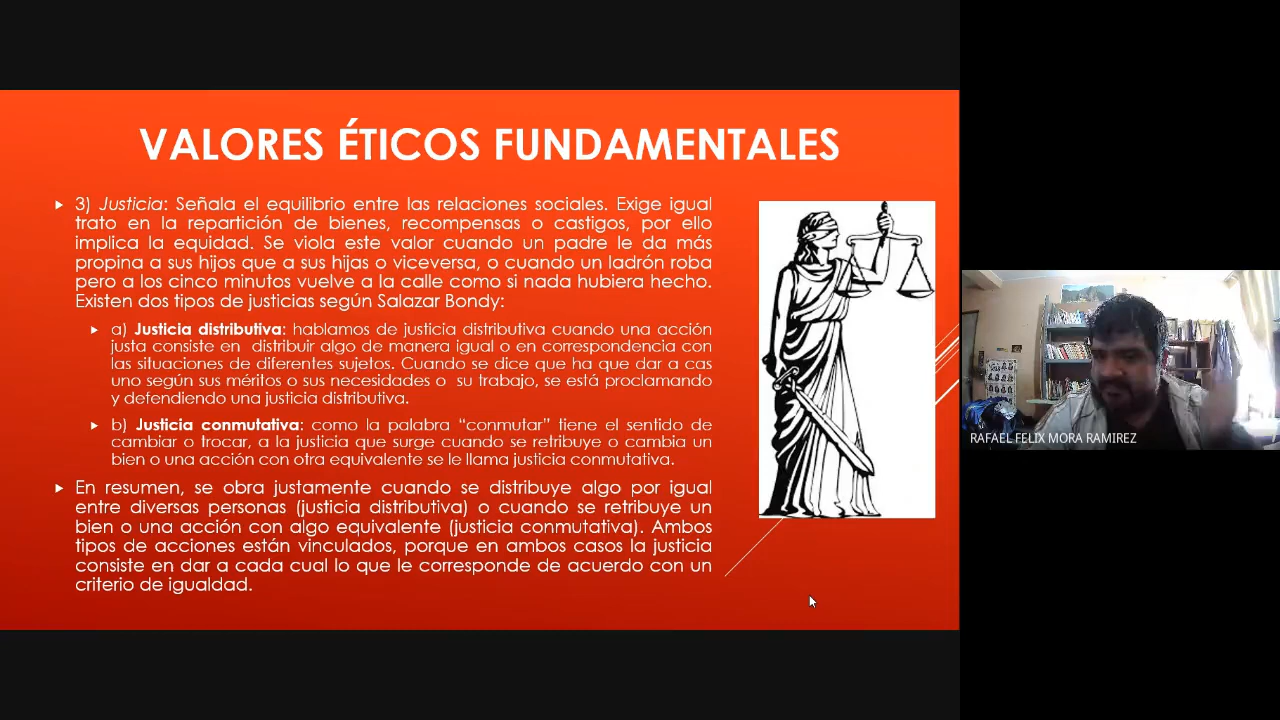 VALORES ÉTICOS FUNDAMENTALES
3) Justicia: Señala el equilibrio entre las relaciones sociales. Exige igual
trato en la repartición de bienes, recompensas o castigos, por ello
implica la equidad. Se viola este valor cuando un padre le da más
propina a sus hijos que a sus hijas o viceversa, o cuando un ladrón roba
pero a los cinco minutos vuelve a la calle como si nada hubiera hecho.
Existen dos tipos de justicias según Salazar Bondy:
a) Justicia distributiva: hablamos de justicia distributiva cuando una acción
justa consiste en distribuir algo de manera igual o en correspondencia con
las situaciones de diferentes sujetos. Cuando se dice que ha que dar a cas
uno según sus méritos o sus necesidades o su trabajo, se está proclamando
y defendiendo una justicia distributiva.
b) Justicia conmutativa: como la palabra “conmutar” tiene el sentido de
cambiar o trocar, a la justicia que surge cuando se retribuye o cambia un
bien o una acción con otra equivalente se le llama justicia conmutativa.
En resumen, se obra justamente cuando se distribuye algo por igual
entre diversas personas (justicia distributiva) o cuando se retribuye un
bien o una acción con algo equivalente (justicia conmutativa). Ambos
tipos de acciones están vinculados, porque en ambos casos la justicia
consiste en dar a cada cual lo que le corresponde de acuerdo con un
criterio de igualdad.
RAFAEL FELIX MORA RAMIREZ